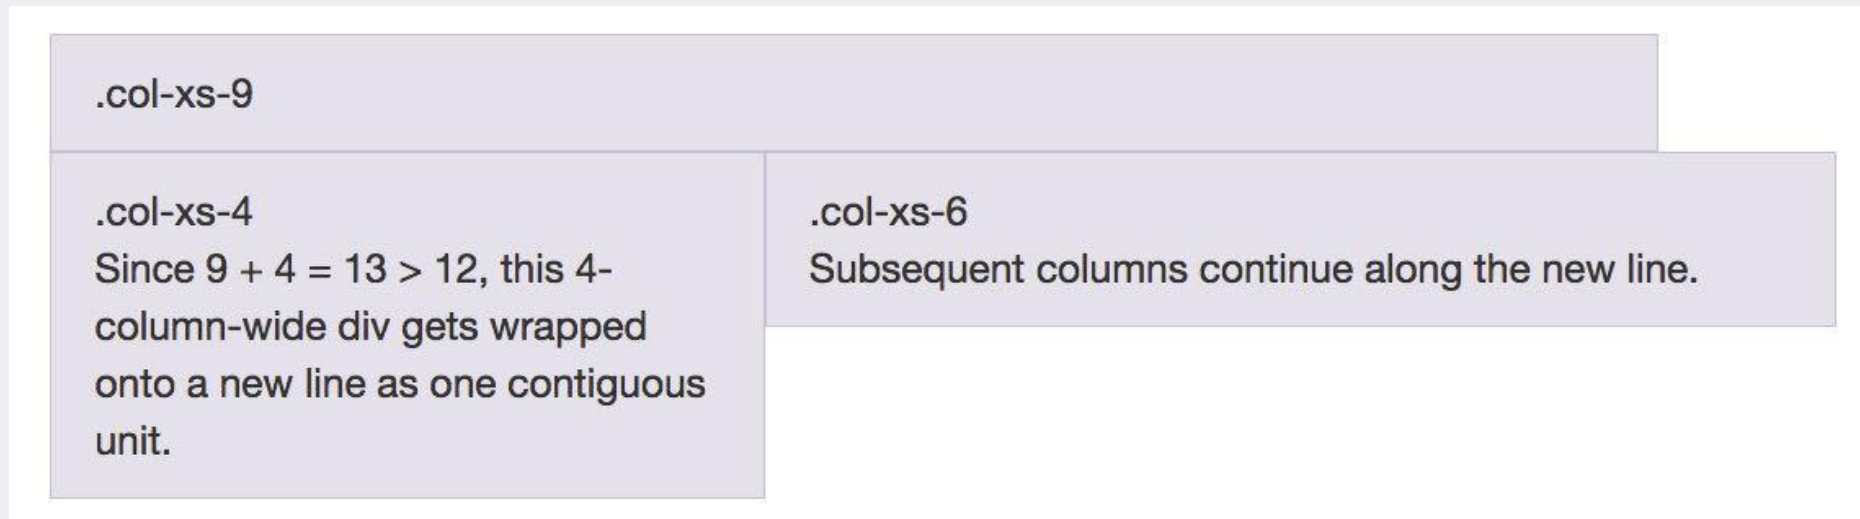 .col-xs-9
.col-xs-4
Since 9 + 4 = 13 > 12, this 4-
column-wide div gets wrapped
onto a new line as one contiguous
unit.
.col-xs-6
Subsequent columns continue along the new line.